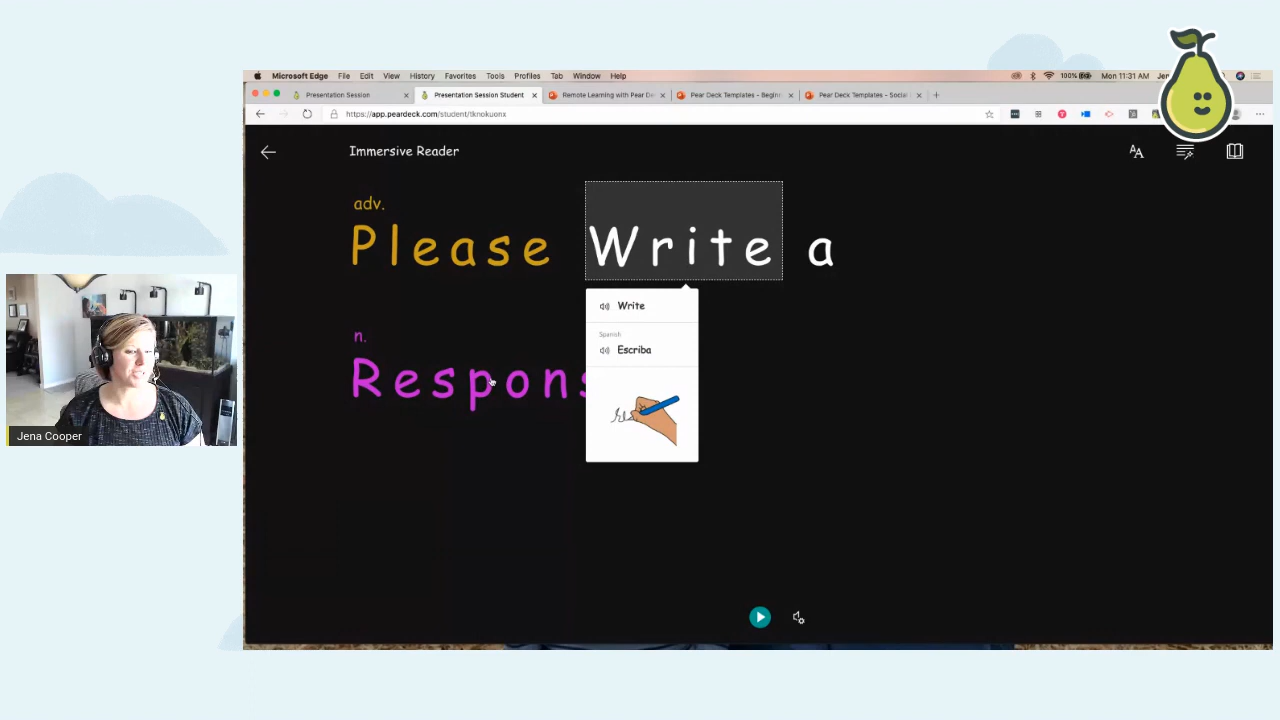 Microsoft Edge File Edit View History Favorites Tools Profiles Tab Window Help 100% Mon 11:31 AM
Presentation Session
Presentation Session Student
Remote Learning with Pear
Pear Deck Templates -
Pear Deck Templates - Social
https://app.peardeck.com/student/tknokuonx
Immersive Reader
adv.
Please Write a
Write
n.
Spanish
Escriba
Respons
Jena Cooper